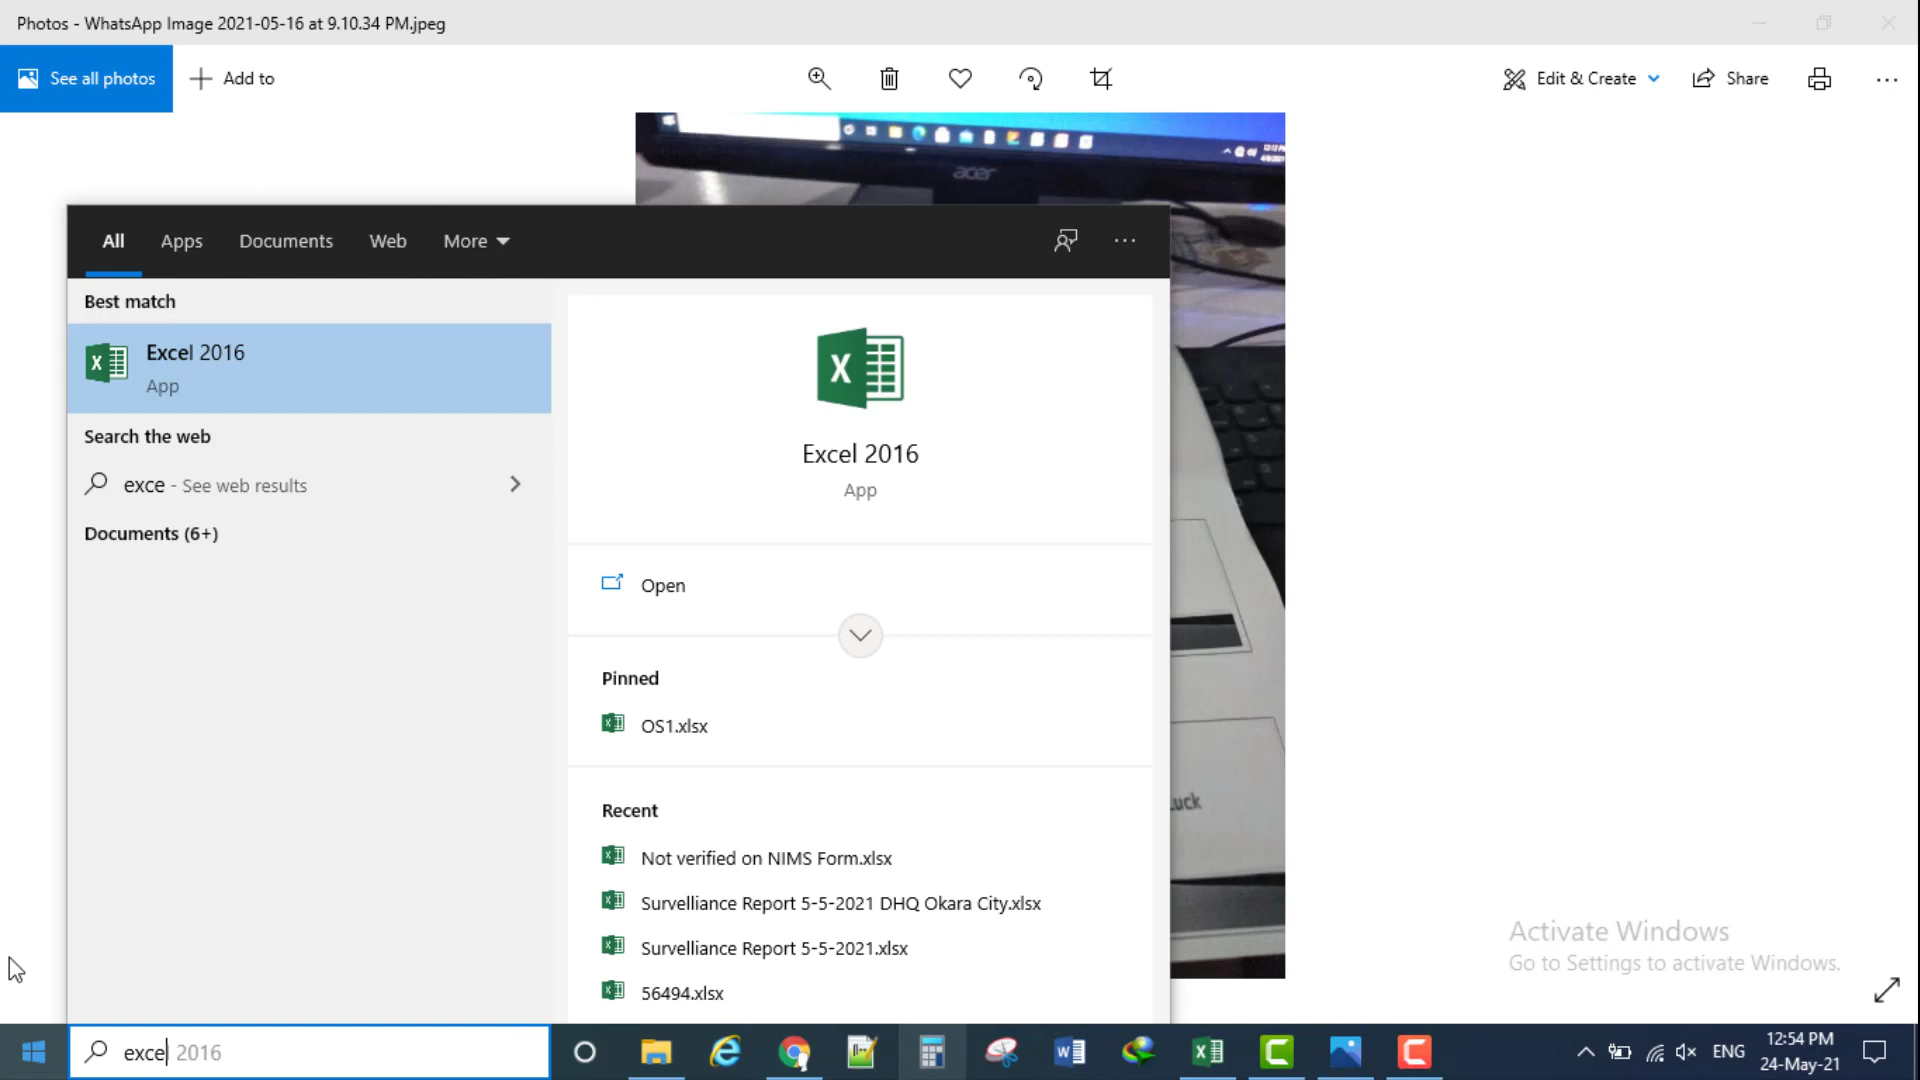 Photos - WhatsApp Image 2021-05-16 at 9.10.34 PM.jpeg
See all photos
Add to
Edit & Create
Share
acer
All Apps Documents Web More
Best match
Excel 2016
App
Search the web
exce - See web results
Documents (6+)
Excel 2016
App
Open
Pinned
OS1.xlsx
Recent
Not verified on NIMS Form.xlsx
Survelliance Report 5-5-2021 DHQ Okara City.xlsx
Survelliance Report 5-5-2021.xlsx
56494.xlsx
Activate Windows
Go to Settings to activate Windows.
exce 2016
ENG
12:54 PM
24-May-21